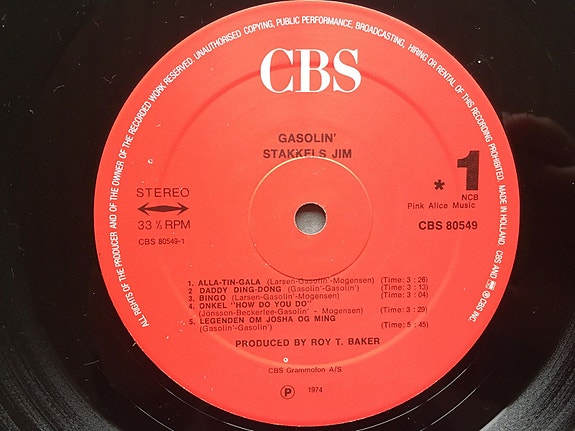 ALL RIGHTS OF THE PRODUCER AND OF THE OWNER OF THE RECORDED WORK RESERVED. UNAUTHORISED COPYING, PUBLIC PERFORMANCE, BROADCASTING, HIRING OR RENTAL OF THIS RECORDING PROHIBITED. MADE IN HOLLAND. CBS AND ARE ® CBS INC.
CBS
GASOLIN'
STAKKELS JIM
STEREO
33 ⅓ RPM
CBS 80549-1
* 1
NCB
Pink Alice Music
CBS 80549
1. ALLA-TIN-GALA (Larsen-Gasolin'-Mogensen) (Time: 3 : 26)
2 DADDY DING-DONG (Gasolin'-Gasolin') (Time: 3 : 13)
3. BINGO (Larsen-Gasolin'-Mogensen) (Time: 3 : 04)
4. ONKEL "HOW DO YOU DO"
(Jönsson-Beckerlee-Gasolin' - Mogensen) (Time: 3 : 29)
5. LEGENDEN OM JOSHA OG MING
(Gasolin'-Gasolin') (Time: 5 : 45)
PRODUCED BY ROY T. BAKER
CBS Grammofon A/S
Ⓟ 1974